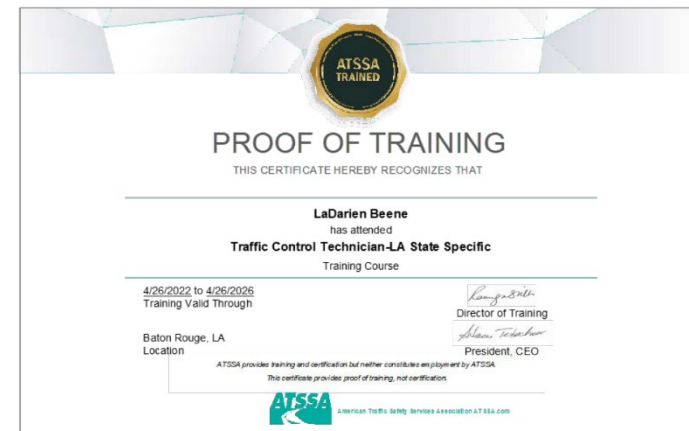 ATSSA
TRAINED
PROOF OF TRAINING
THIS CERTIFICATE HEREBY RECOGNIZES THAT
LaDarien Beene
has attended
Traffic Control Technician-LA State Specific
Training Course
4/26/2022 to 4/26/2026
Training Valid Through
Director of Training
Baton Rouge, LA
Location
President, CEO
ATSSA provides training and certification but neither constitutes employment by ATSSA.
This certificate provides proof of training, not certification.
ATSSA
American Traffic Safety Services Association ATSSA.com